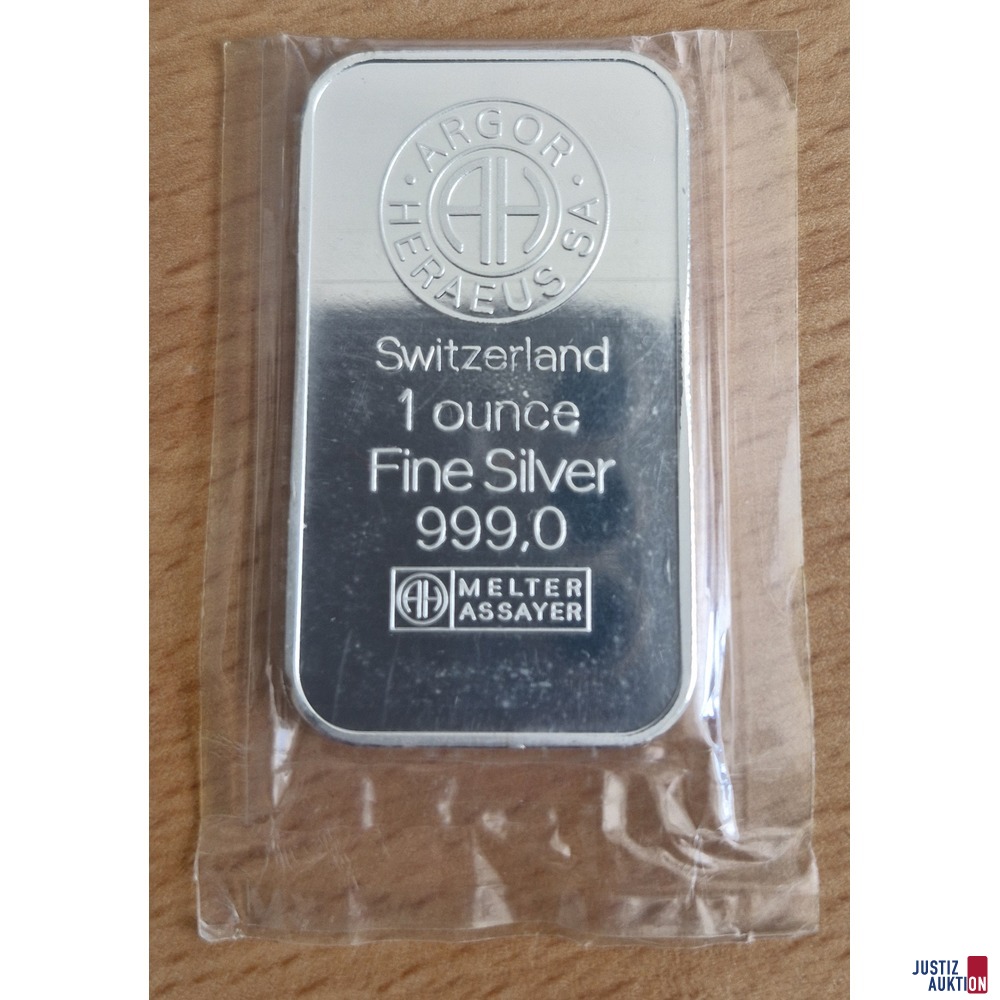 ARGOR
HERAEUS SA
AH
Switzerland
1 ounce
Fine Silver
999,0
AH MELTER
ASSAYER
JUSTIZ
AUKTION